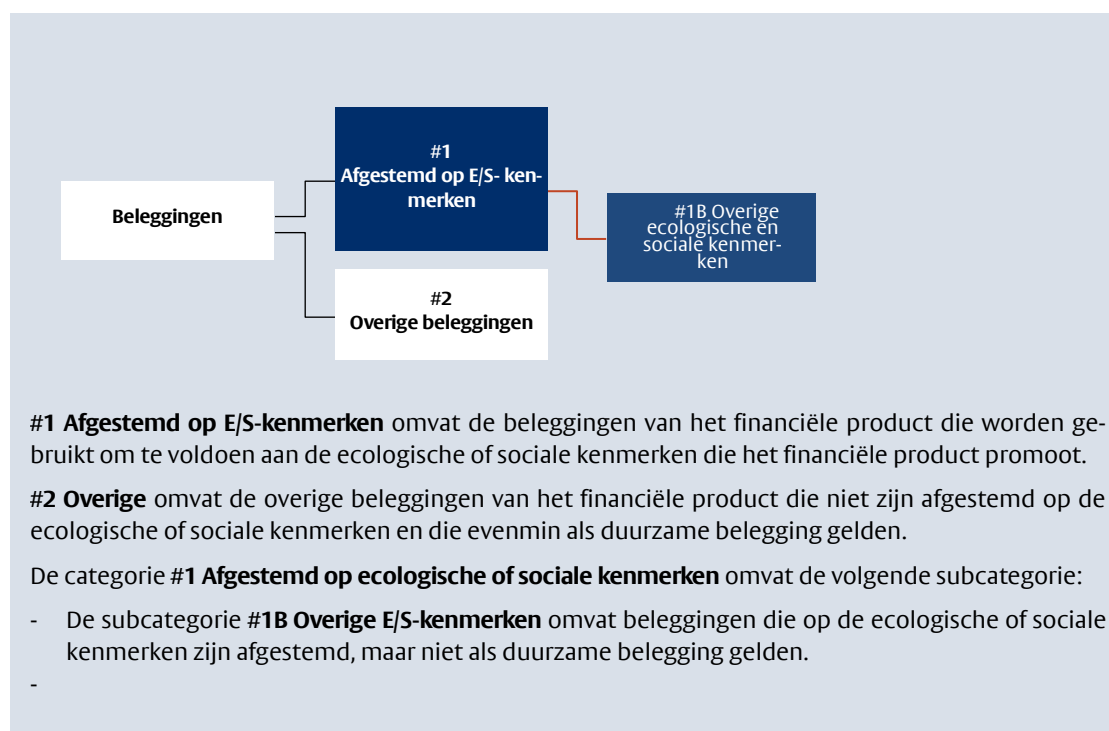 #1
Afgestemd op E/S- ken-
merken
Beleggingen
#1B Overige
ecologische en
sociale kenmer-
ken
#2
Overige beleggingen
#1 Afgestemd op E/S-kenmerken omvat de beleggingen van het financiële product die worden ge-
bruikt om te voldoen aan de ecologische of sociale kenmerken die het financiële product promoot.
#2 Overige omvat de overige beleggingen van het financiële product die niet zijn afgestemd op de
ecologische of sociale kenmerken en die evenmin als duurzame belegging gelden.
De categorie #1 Afgestemd op ecologische of sociale kenmerken omvat de volgende subcategorie:
- De subcategorie #1B Overige E/S-kenmerken omvat beleggingen die op de ecologische of sociale
kenmerken zijn afgestemd, maar niet als duurzame belegging gelden.
-